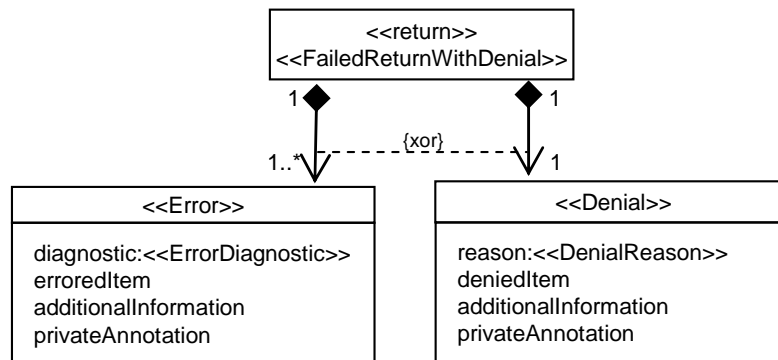 <<return>>
<<FailedReturnWithDenial>>
1
1
{xor}
1..*
1
<<Error>>
diagnostic:<<ErrorDiagnostic>>
erroredItem
additionalInformation
privateAnnotation
<<Denial>>
reason:<<DenialReason>>
deniedItem
additionalInformation
privateAnnotation